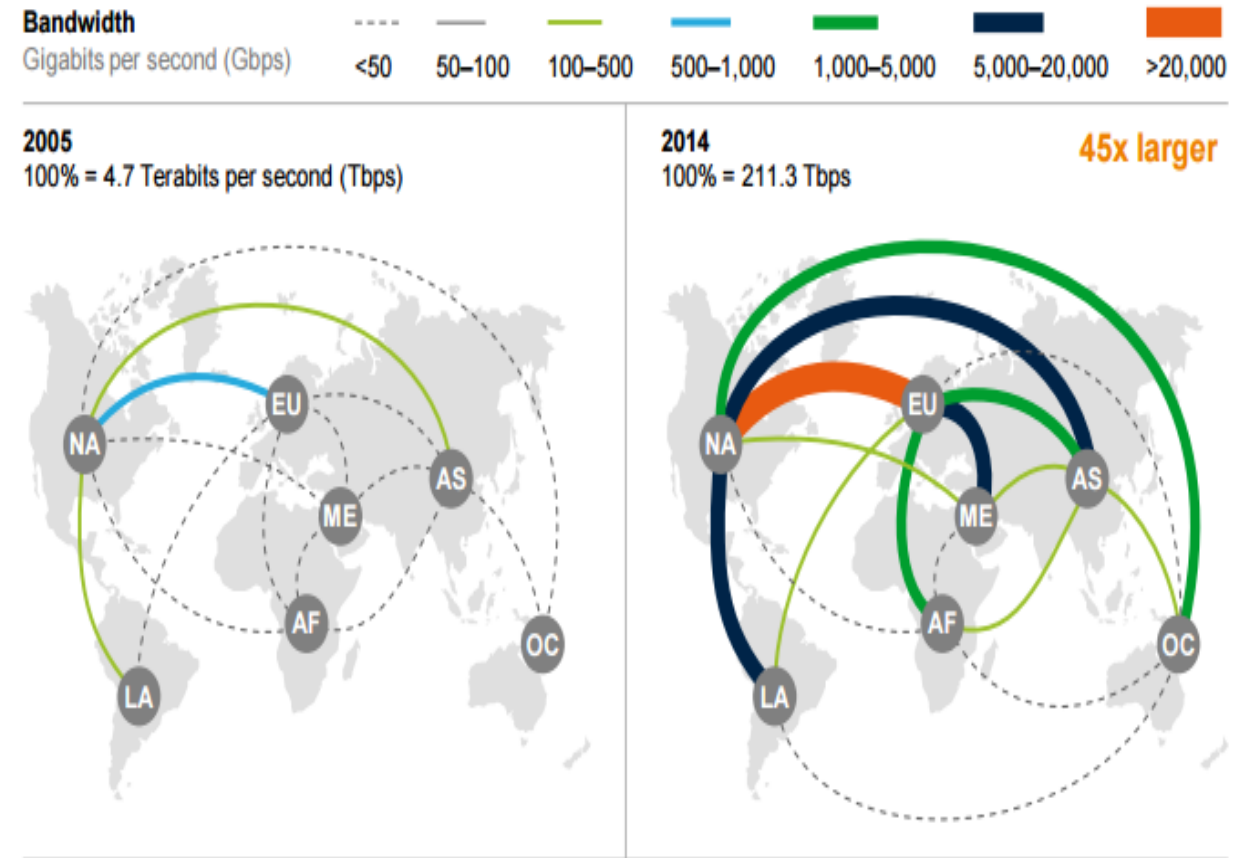 Bandwidth
Gigabits per second (Gbps)
<50
50–100
100–500
500–1,000
1,000–5,000
5,000–20,000
>20,000
2005
100% = 4.7 Terabits per second (Tbps)
NA
EU
AS
ME
AF
OC
LA
2014
100% = 211.3 Tbps
45x larger
NA
EU
AS
ME
AF
OC
LA